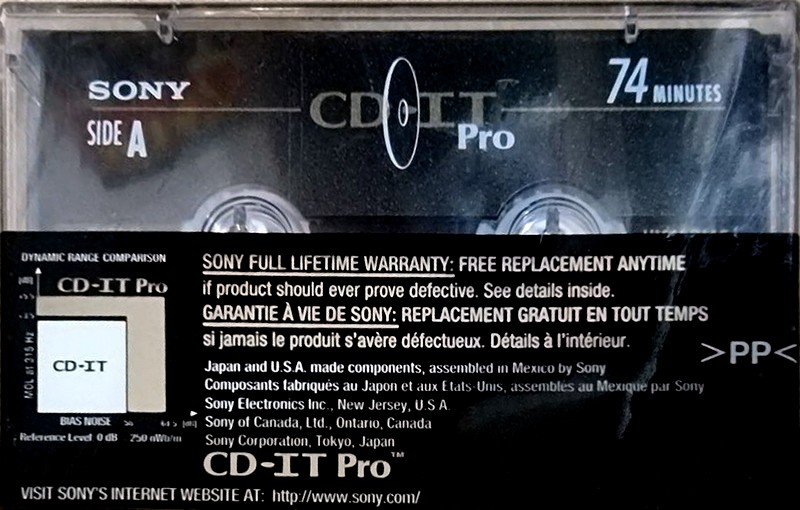 SONY
CD-IT Pro
74 MINUTES
SIDE A
DYNAMIC RANGE COMPARISON
CD-IT Pro
CD-IT
MOL at 315 Hz
BIAS NOISE
Reference Level 0 dB 250 nWb/m
SONY FULL LIFETIME WARRANTY: FREE REPLACEMENT ANYTIME
if product should ever prove defective. See details inside.
GARANTIE À VIE DE SONY: REPLACEMENT GRATUIT EN TOUT TEMPS
si jamais le produit s'avère défectueux. Détails à l'intérieur.
Japan and U.S.A. made components, assembled in Mexico by Sony
Composants fabriqués au Japon et aux États-Unis, assemblés au Mexique par Sony
Sony Electronics Inc., New Jersey, U.S.A.
Sony of Canada, Ltd., Ontario, Canada
Sony Corporation, Tokyo, Japan
CD-IT Pro™
>PP<
VISIT SONY'S INTERNET WEBSITE AT: http://www.sony.com/